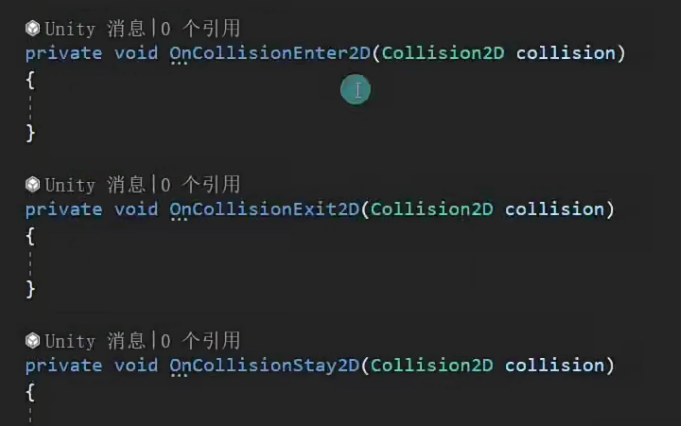 Unity 消息|0 个引用
private void OnCollisionEnter2D(Collision2D collision)
{
}
Unity 消息|0 个引用
private void OnCollisionExit2D(Collision2D collision)
{
}
Unity 消息|0 个引用
private void OnCollisionStay2D(Collision2D collision)
{